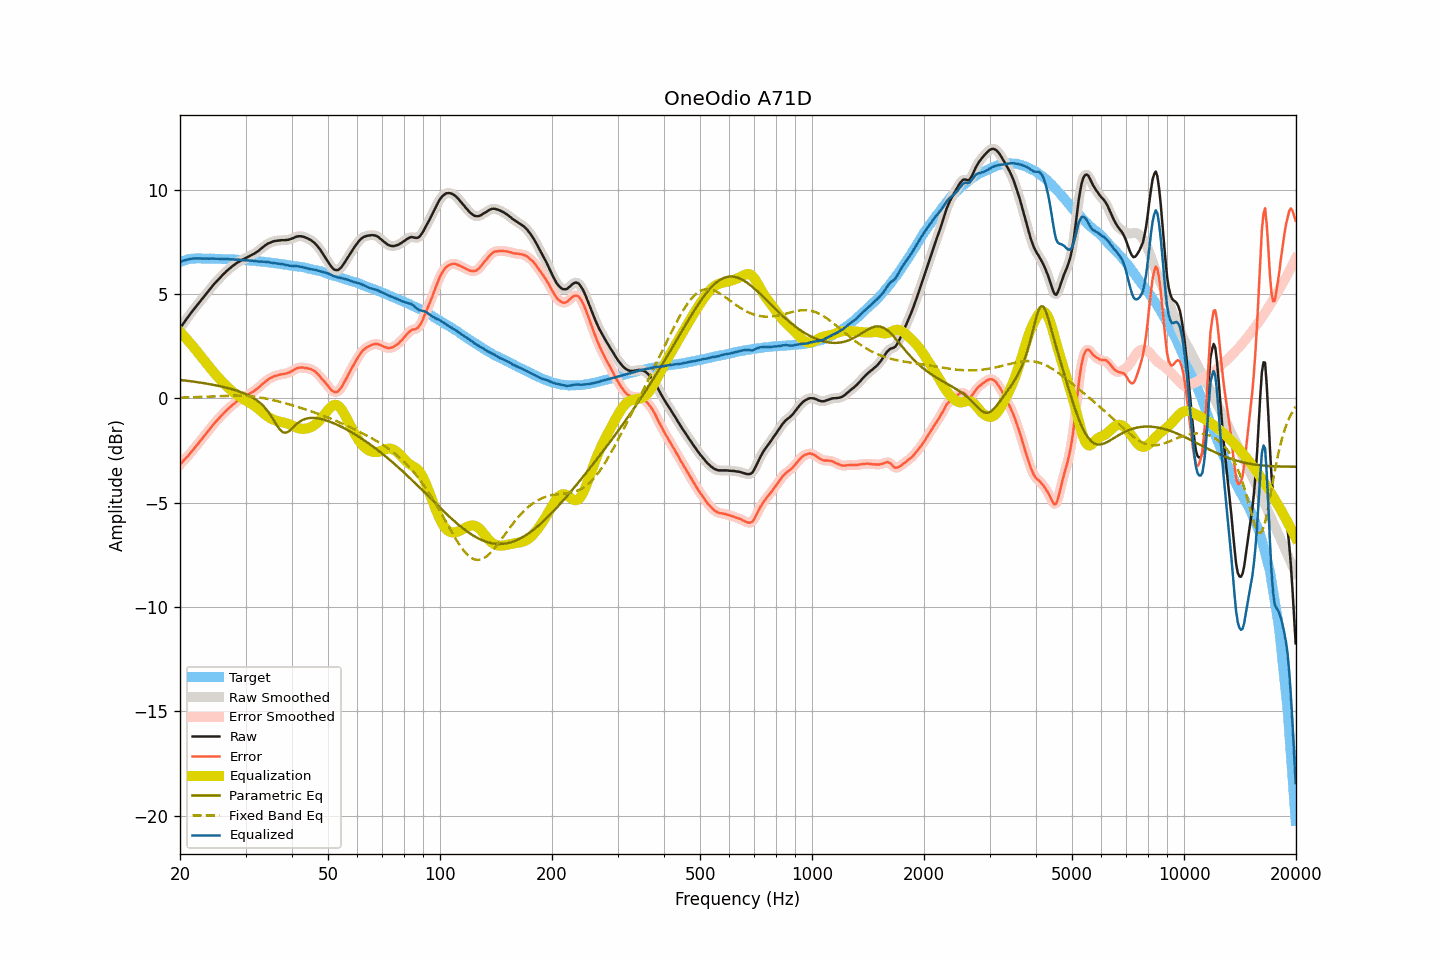 OneOdio A71D
Amplitude (dBr)
10
5
0
−5
−10
−15
−20
Target
Raw Smoothed
Error Smoothed
Raw
Error
Equalization
Parametric Eq
Fixed Band Eq
Equalized
20 50 100 200 500 1000 2000 5000 10000 20000
Frequency (Hz)